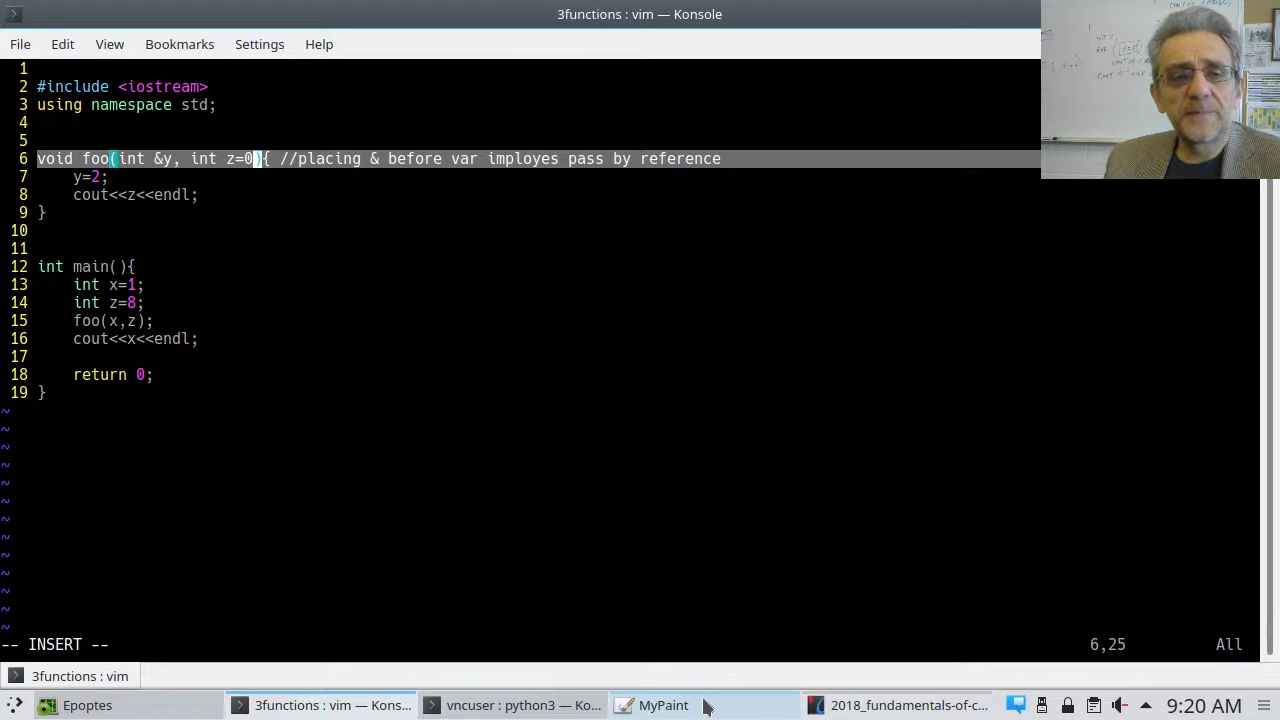 3functions : vim — Konsole
File Edit View Bookmarks Settings Help
1
2 #include <iostream>
3 using namespace std;
4
5
6 void foo(int &y, int z=0){ //placing & before var imployes pass by reference
7 y=2;
8 cout<<z<<endl;
9 }
10
11
12 int main(){
13 int x=1;
14 int z=8;
15 foo(x,z);
16 cout<<x<<endl;
17
18 return 0;
19 }
~
~
~
~
~
~
~
~
~
~
~
~
~
-- INSERT -- 6,25 All
3functions : vim
Epoptes 3functions : vim — Kons... vncuser : python3 — Ko... MyPaint 2018_fundamentals-of-c... 9:20 AM